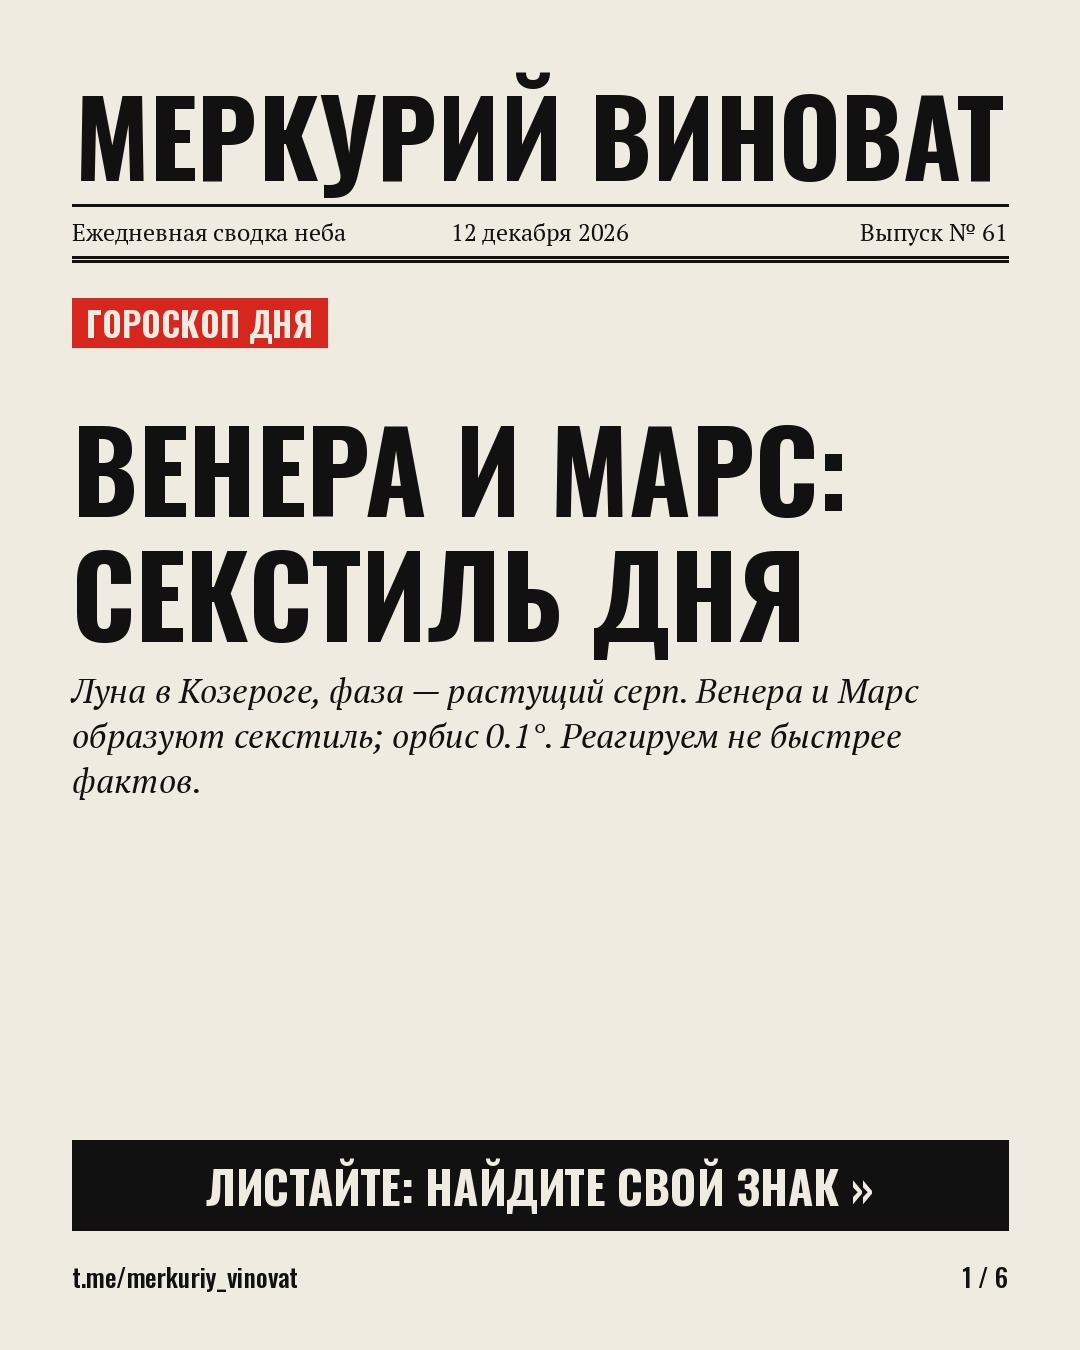 МЕРКУРИЙ ВИНОВАТ
Ежедневная сводка неба 12 декабря 2026 Выпуск № 61
ГОРОСКОП ДНЯ
ВЕНЕРА И МАРС:
СЕКСТИЛЬ ДНЯ
Луна в Козероге, фаза — растущий серп. Венера и Марс
образуют секстиль; орбис 0.1°. Реагируем не быстрее
фактов.
ЛИСТАЙТЕ: НАЙДИТЕ СВОЙ ЗНАК »
t.me/merkuriy_vinovat 1 / 6